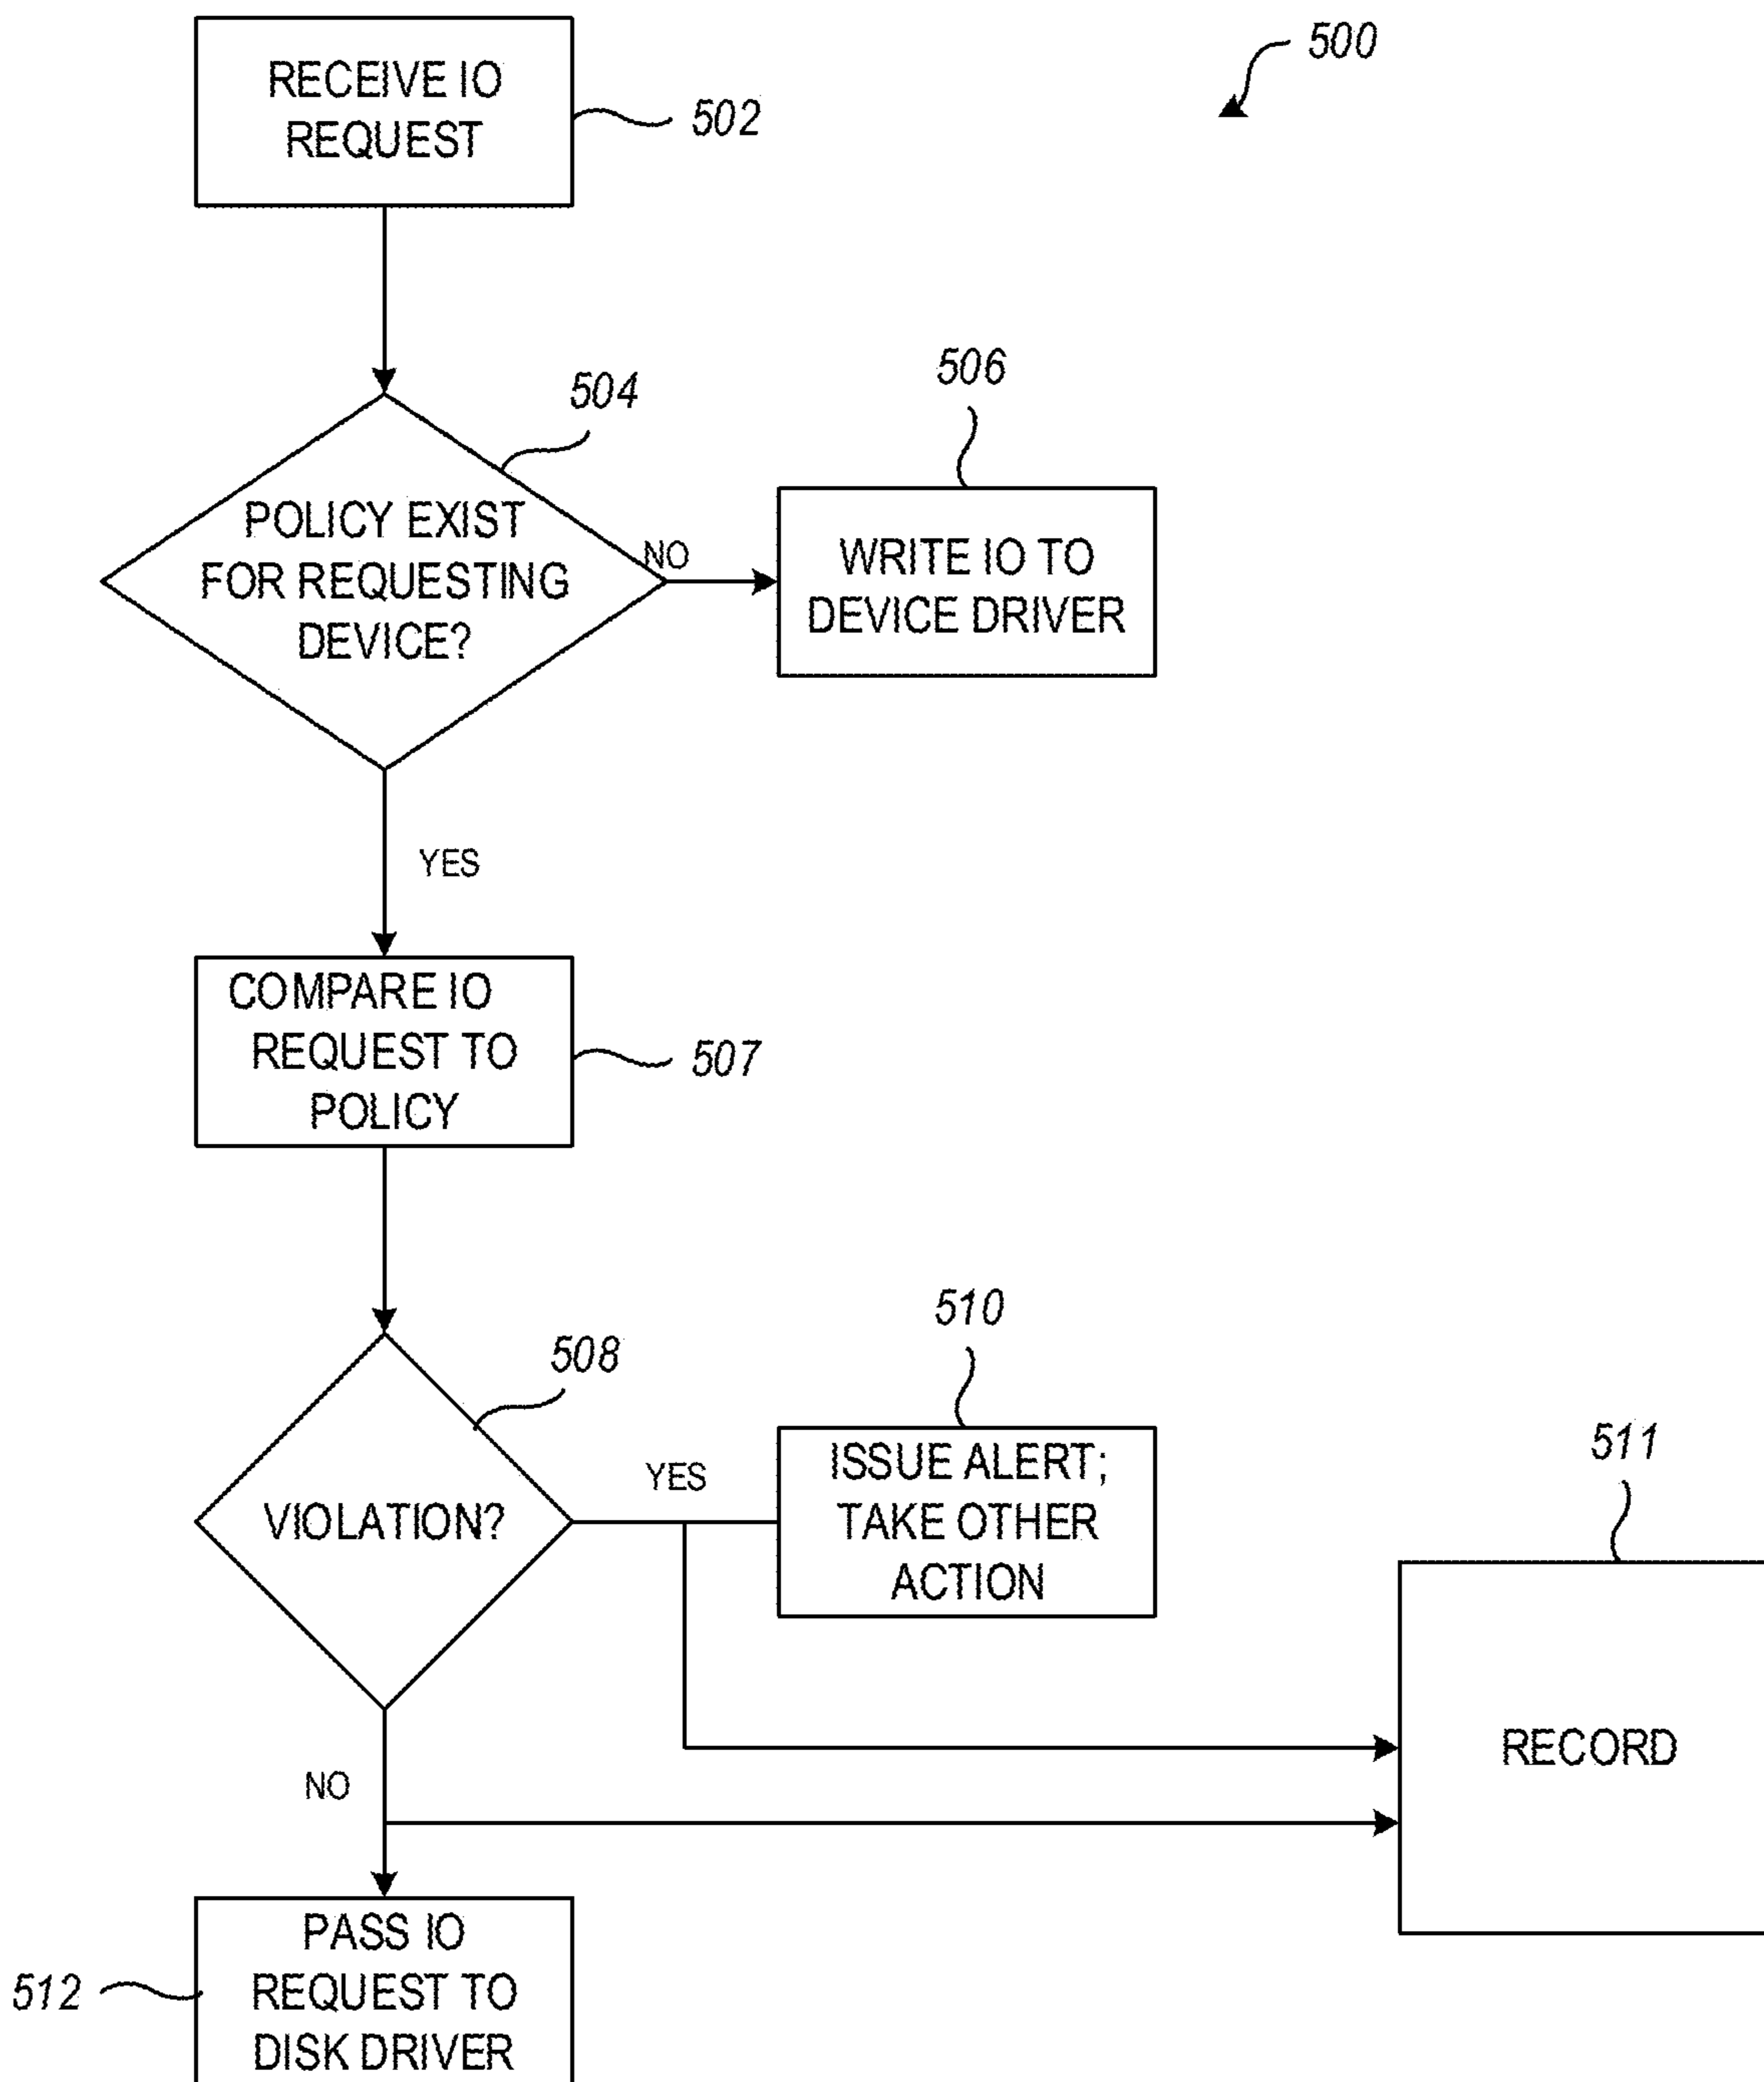 500
RECEIVE IO
REQUEST
502
504
506
POLICY EXIST
FOR REQUESTING
DEVICE?
NO
WRITE IO TO
DEVICE DRIVER
YES
COMPARE IO
REQUEST TO
POLICY
507
508
510
511
VIOLATION?
YES
ISSUE ALERT;
TAKE OTHER
ACTION
RECORD
NO
PASS IO
REQUEST TO
DISK DRIVER
512